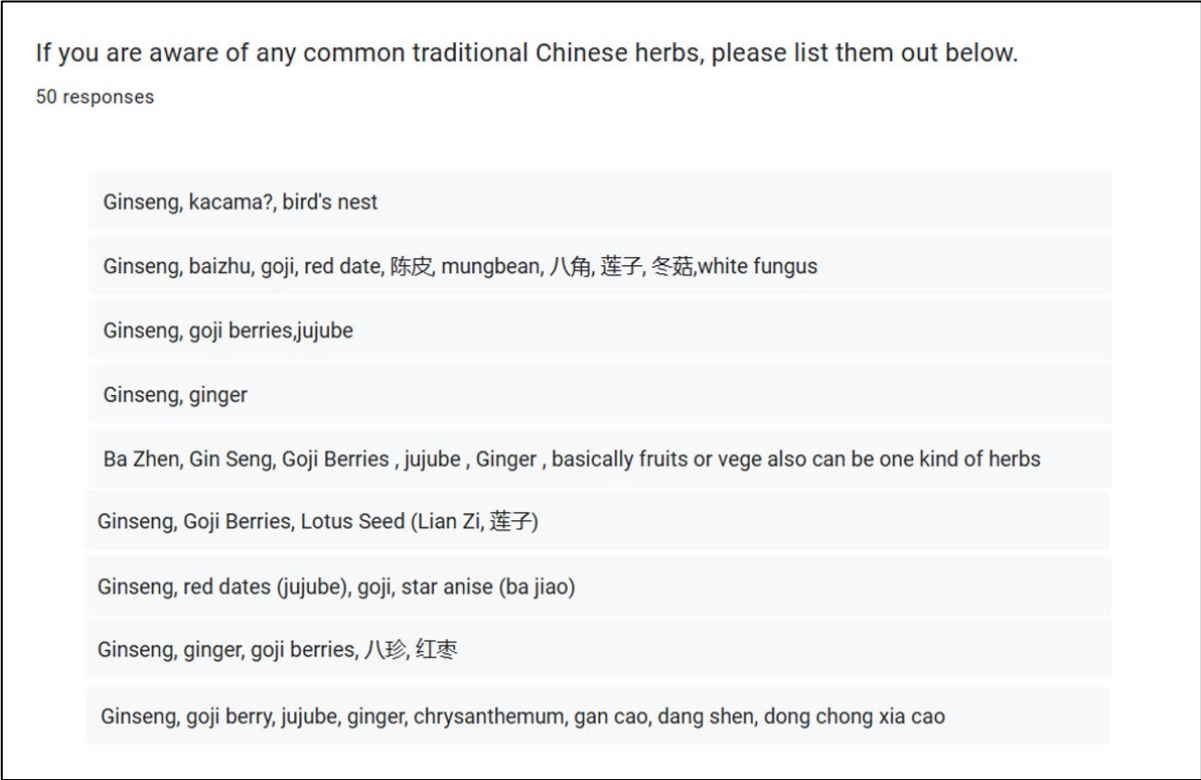 If you are aware of any common traditional Chinese herbs, please list them out below.
50 responses
Ginseng, kacama?, bird's nest
Ginseng, baizhu, goji, red date, 陈皮, mungbean, 八角, 莲子, 冬菇,white fungus
Ginseng, goji berries,jujube
Ginseng, ginger
Ba Zhen, Gin Seng, Goji Berries , jujube , Ginger , basically fruits or vege also can be one kind of herbs
Ginseng, Goji Berries, Lotus Seed (Lian Zi, 莲子)
Ginseng, red dates (jujube), goji, star anise (ba jiao)
Ginseng, ginger, goji berries, 八珍, 红枣
Ginseng, goji berry, jujube, ginger, chrysanthemum, gan cao, dang shen, dong chong xia cao